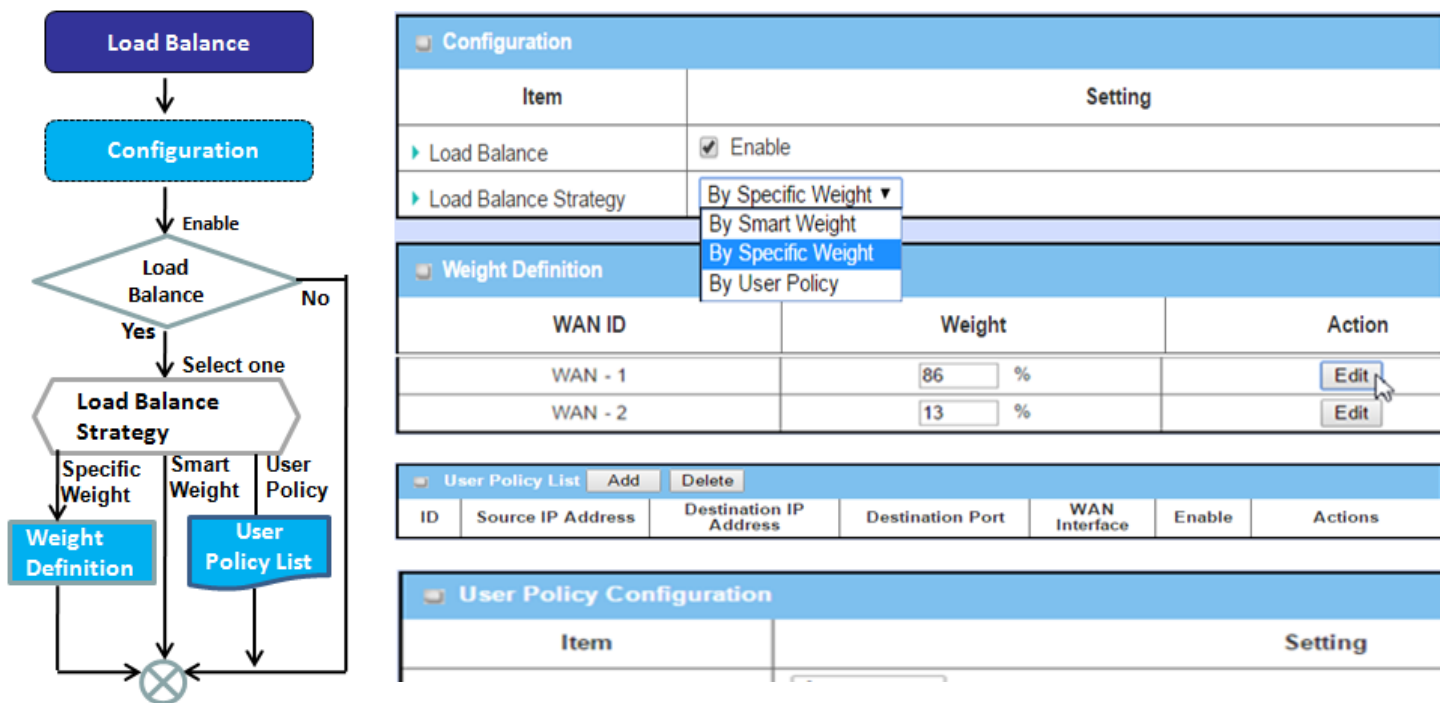 Load Balance
Configuration
Enable
Load
Balance
No
Yes
Select one
Load Balance
Strategy
Specific
Weight
Smart
Weight
User
Policy
Weight
Definition
User
Policy List
Configuration
Item Setting
Load Balance Enable
Load Balance Strategy By Specific Weight
By Smart Weight
By Specific Weight
By User Policy
Weight Definition
WAN ID Weight Action
WAN - 1 86 % Edit
WAN - 2 13 % Edit
User Policy List Add Delete
ID Source IP Address Destination IP Address Destination Port WAN Interface Enable Actions
User Policy Configuration
Item Setting